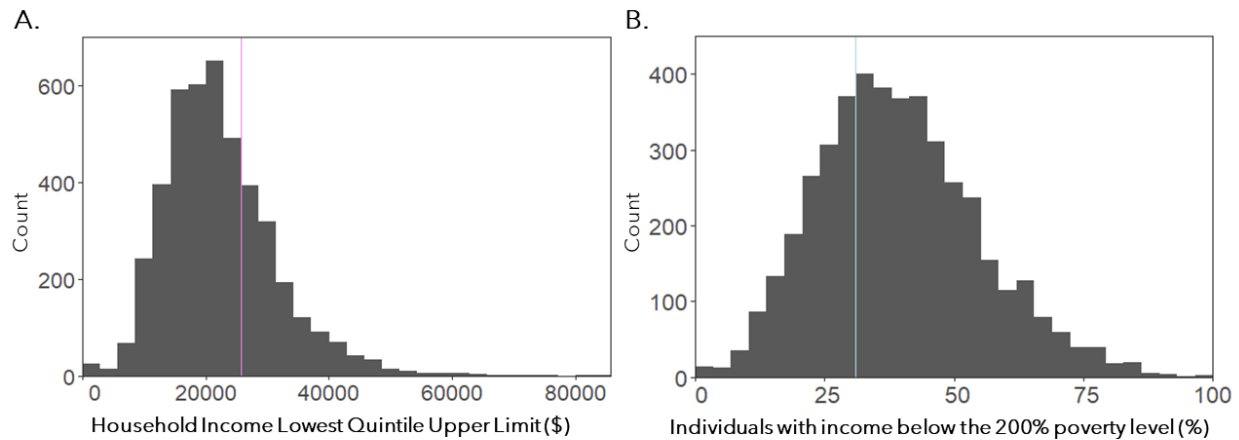 A.
600
400
200
0
Count
0 20000 40000 60000 80000
Household Income Lowest Quintile Upper Limit ($)
B.
400
300
200
100
0
Count
0 25 50 75 100
Individuals with income below the 200% poverty level (%)